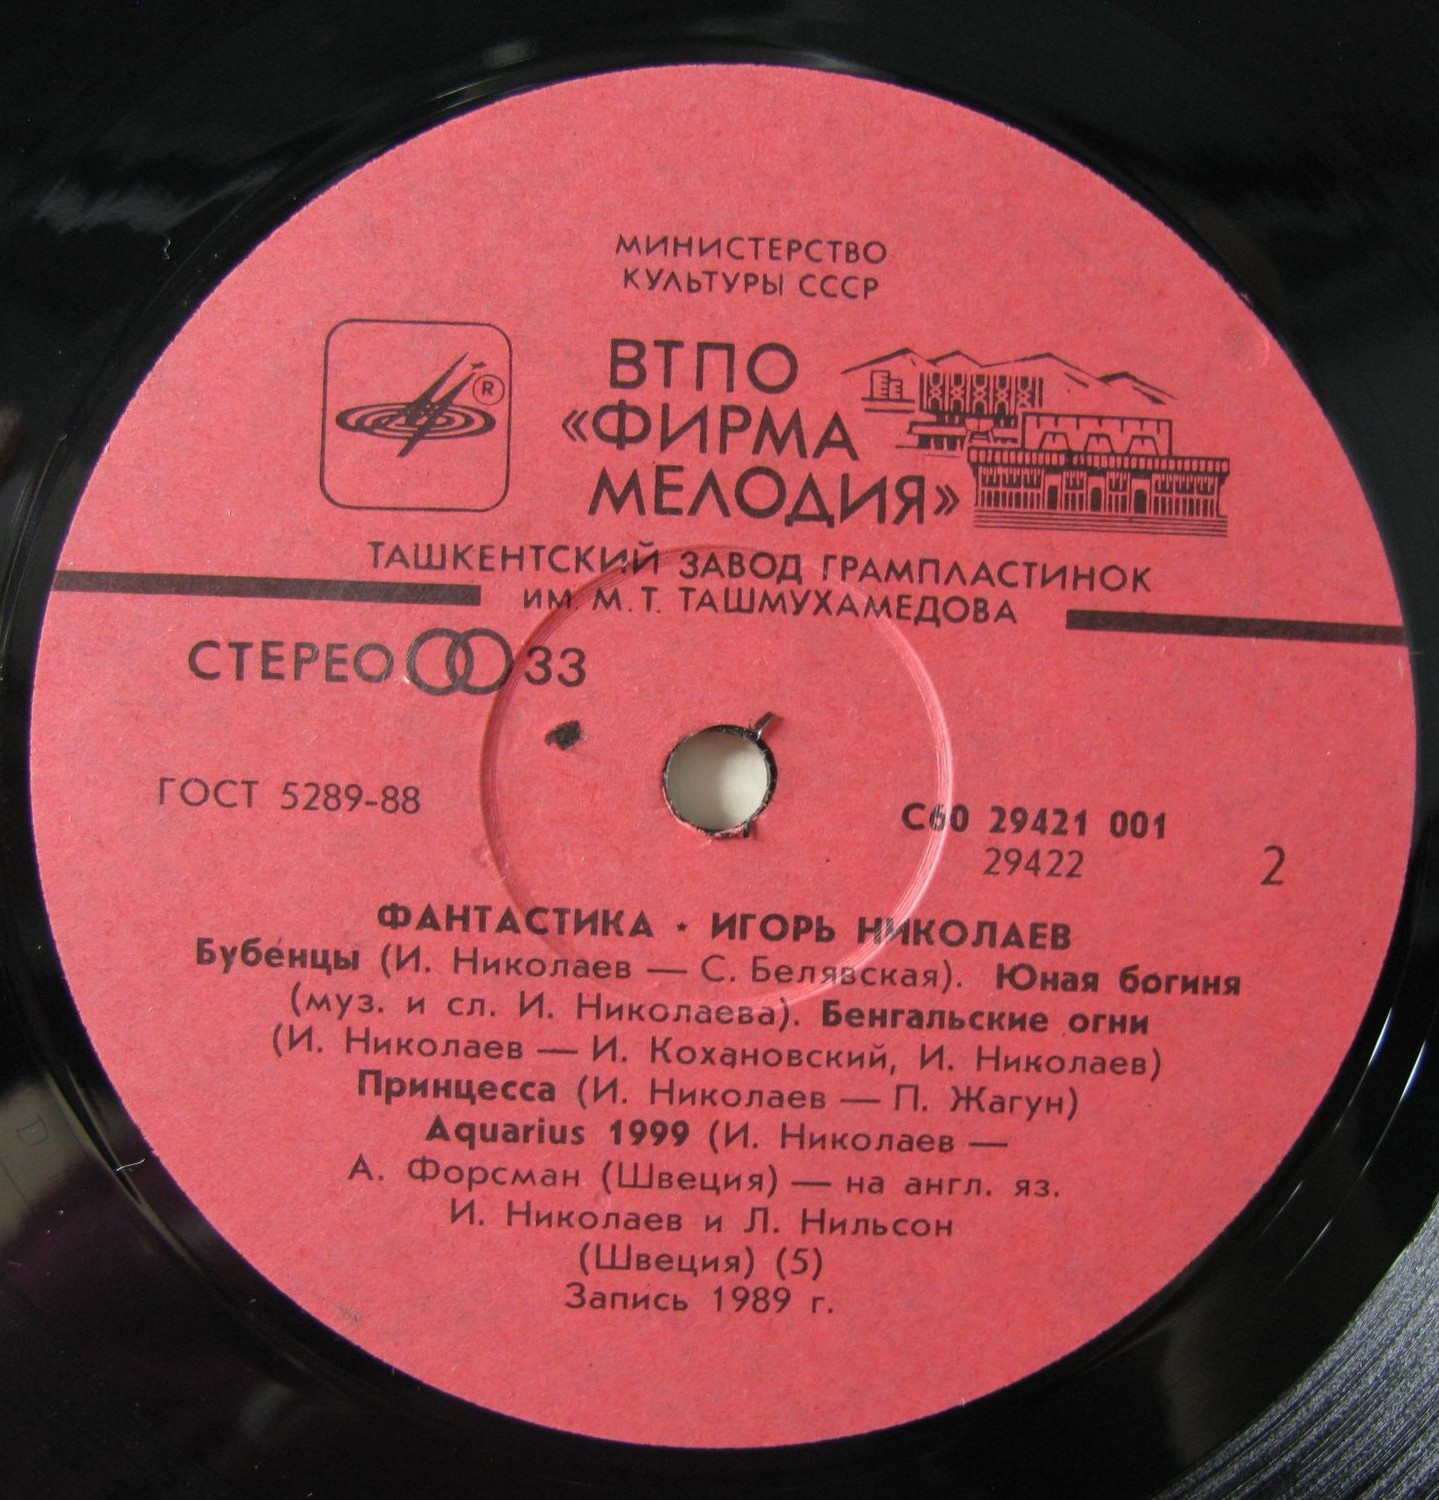 МИНИСТЕРСТВО
КУЛЬТУРЫ СССР
ВТПО
«ФИРМА
МЕЛОДИЯ»
®
ТАШКЕНТСКИЙ ЗАВОД ГРАМПЛАСТИНОК
ИМ. М. Т. ТАШМУХАМЕДОВА
СТЕРЕО 33
ГОСТ 5289-88
С60 29421 001
29422
2
ФАНТАСТИКА · ИГОРЬ НИКОЛАЕВ
Бубенцы (И. Николаев — С. Белявская). Юная богиня
(муз. и сл. И. Николаева). Бенгальские огни
(И. Николаев — И. Кохановский, И. Николаев)
Принцесса (И. Николаев — П. Жагун)
Aquarius 1999 (И. Николаев —
А. Форсман (Швеция) — на англ. яз.
И. Николаев и Л. Нильсон
(Швеция) (5)
Запись 1989 г.